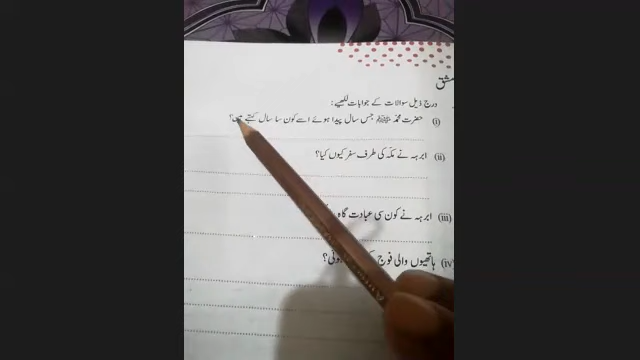 مشق
درج ذیل سوالات کے جوابات لکھیے:
(i) حضرت محمد ﷺ جس سال پیدا ہوئے اسے کون سا سال کہتے ہیں؟
(ii) ابرہہ نے مکہ کی طرف سفر کیوں کیا؟
(iii) ابرہہ نے کون سی عبادت گاہ
(iv) ہاتھیوں والی فوج